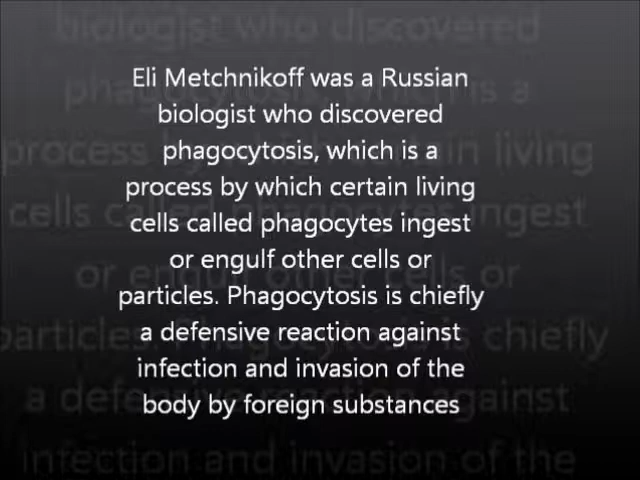 Eli Metchnikoff was a Russian
biologist who discovered
phagocytosis, which is a
process by which certain living
cells called phagocytes ingest
or engulf other cells or
particles. Phagocytosis is chiefly
a defensive reaction against
infection and invasion of the
body by foreign substances